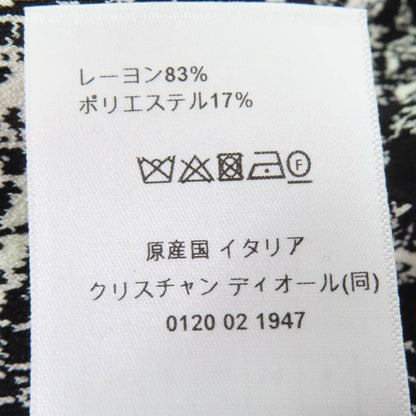 レーヨン83%
ポリエステル17%
F
原産国 イタリア
クリスチャン ディオール(同)
0120 02 1947